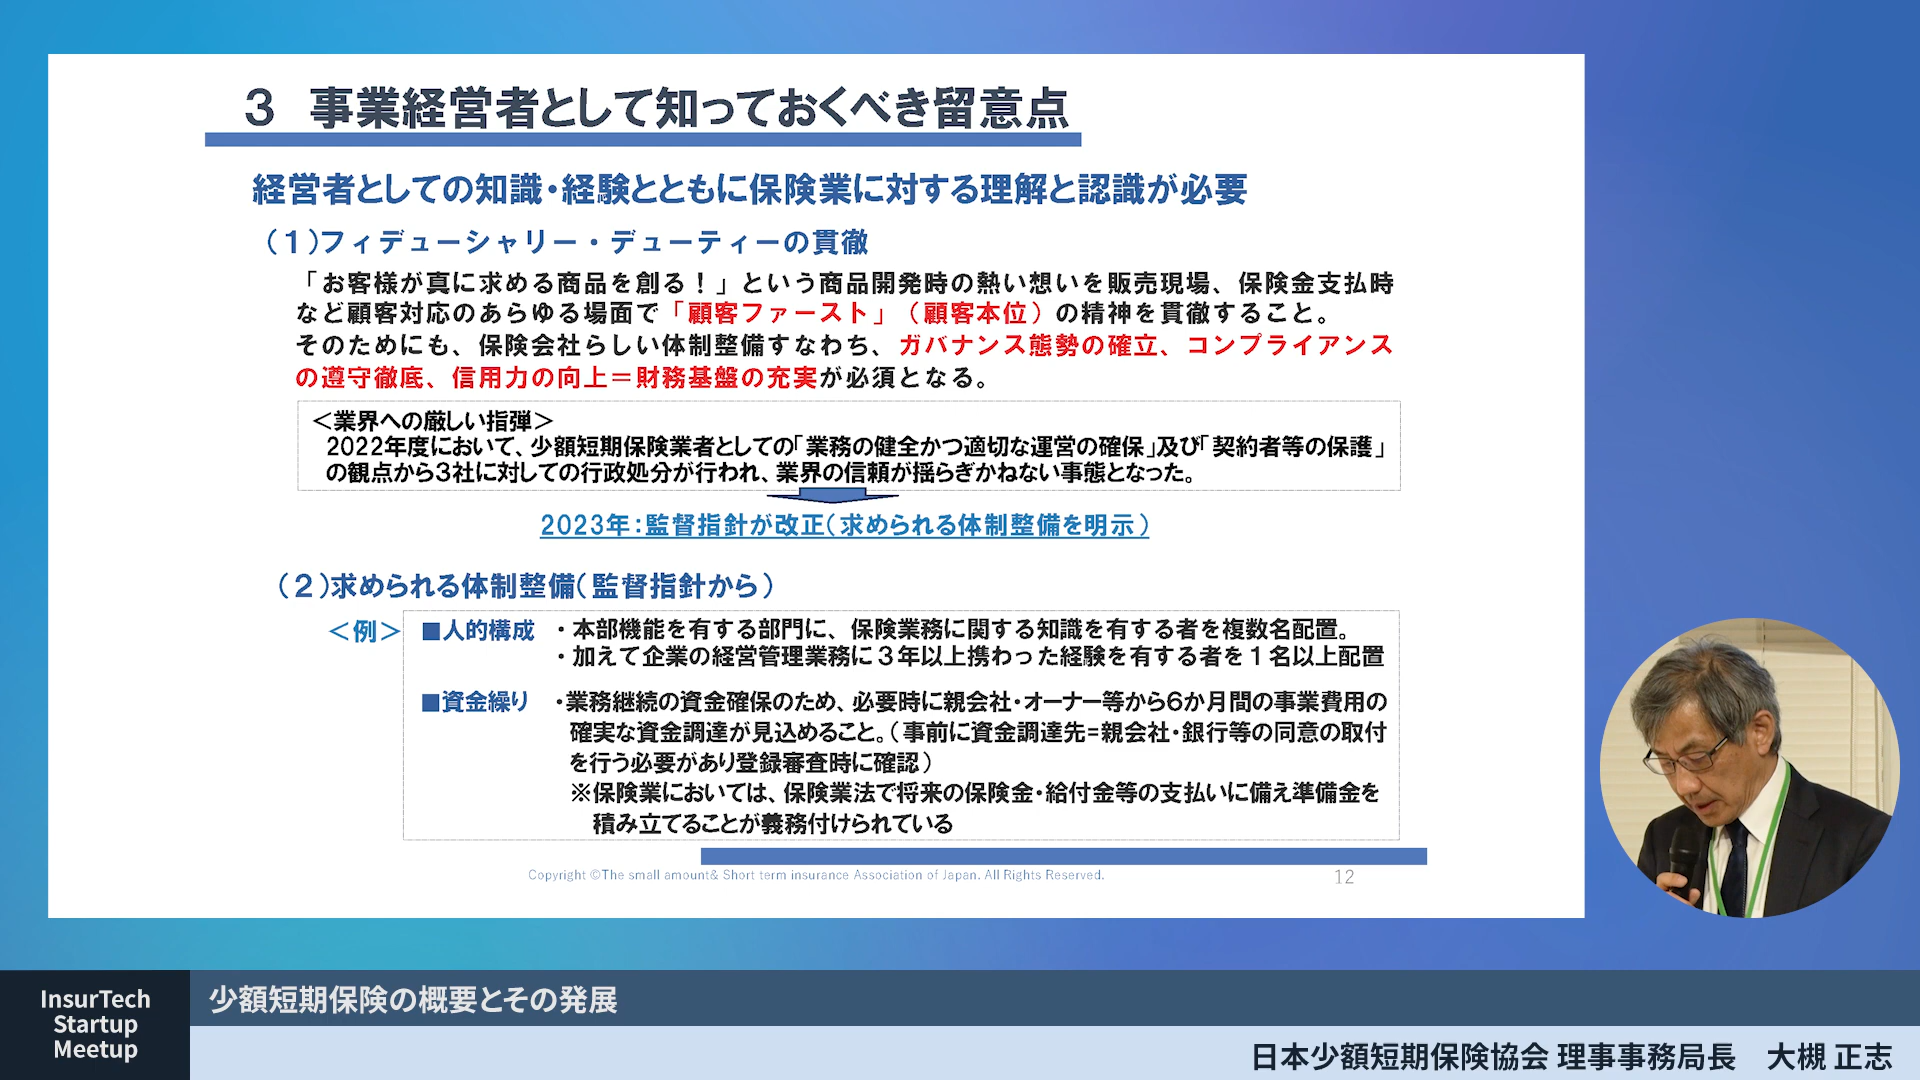 3　事業経営者として知っておくべき留意点
経営者としての知識・経験とともに保険業に対する理解と認識が必要
（1）フィデューシャリー・デューティーの貫徹
「お客様が真に求める商品を創る！」という商品開発時の熱い想いを販売現場、保険金支払時
など顧客対応のあらゆる場面で「顧客ファースト」（顧客本位）の精神を貫徹すること。
そのためにも、保険会社らしい体制整備すなわち、ガバナンス態勢の確立、コンプライアンス
の遵守徹底、信用力の向上＝財務基盤の充実が必須となる。
＜業界への厳しい指弾＞
2022年度において、少額短期保険業者としての「業務の健全かつ適切な運営の確保」及び「契約者等の保護」
の観点から3社に対しての行政処分が行われ、業界の信頼が揺らぎかねない事態となった。
2023年：監督指針が改正（求められる体制整備を明示）
（2）求められる体制整備（監督指針から）
＜例＞ ■人的構成 ・本部機能を有する部門に、保険業務に関する知識を有する者を複数名配置。
・加えて企業の経営管理業務に３年以上携わった経験を有する者を１名以上配置
■資金繰り ・業務継続の資金確保のため、必要時に親会社・オーナー等から6か月間の事業費用の
確実な資金調達が見込めること。（事前に資金調達先=親会社・銀行等の同意の取付
を行う必要があり登録審査時に確認）
※保険業においては、保険業法で将来の保険金・給付金等の支払いに備え準備金を
積み立てることが義務付けられている
Copyright ©The small amount& Short term insurance Association of Japan. All Rights Reserved.
12
InsurTech
Startup
Meetup
少額短期保険の概要とその発展
日本少額短期保険協会 理事事務局長　大槻 正志